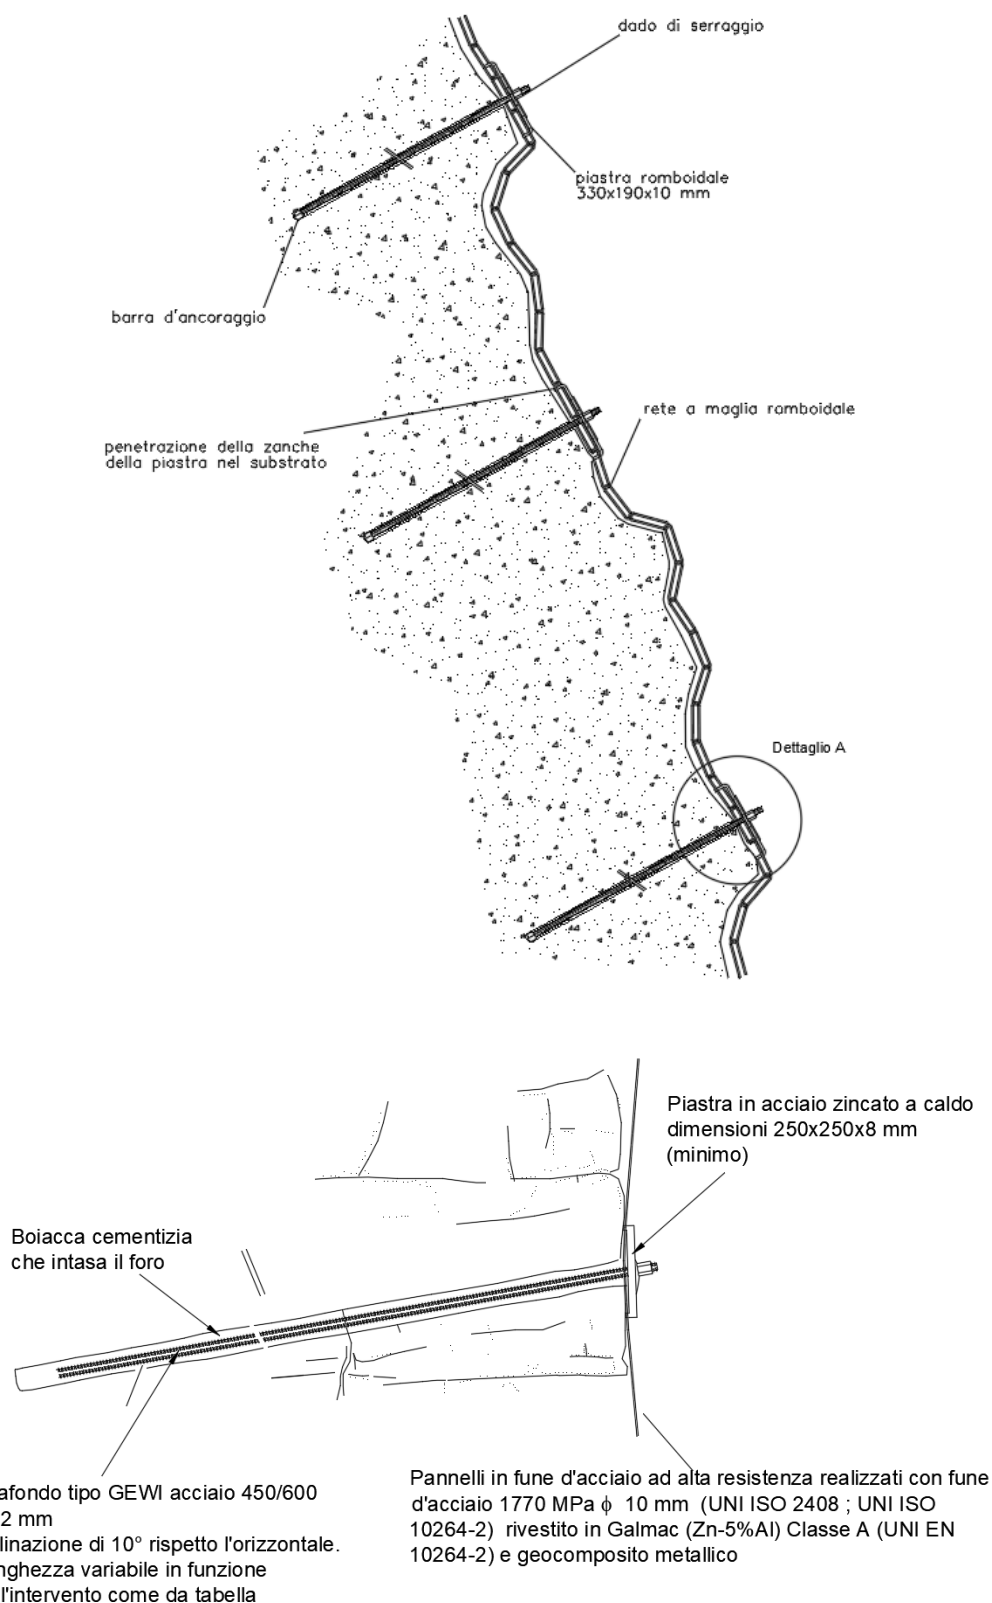 dado di serraggio
piastra romboidale
330x190x10 mm
barra d'ancoraggio
rete a maglia romboidale
penetrazione della zanche
della piastra nel substrato
Dettaglio A
Piastra in acciaio zincato a caldo
dimensioni 250x250x8 mm
(minimo)
Boiacca cementizia
che intasa il foro
afondo tipo GEWI acciaio 450/600
2 mm
linazione di 10° rispetto l'orizzontale.
nghezza variabile in funzione
l'intervento come da tabella
Pannelli in fune d'acciaio ad alta resistenza realizzati con fune
d'acciaio 1770 MPa ϕ 10 mm (UNI ISO 2408 ; UNI ISO
10264-2) rivestito in Galmac (Zn-5%Al) Classe A (UNI EN
10264-2) e geocomposito metallico